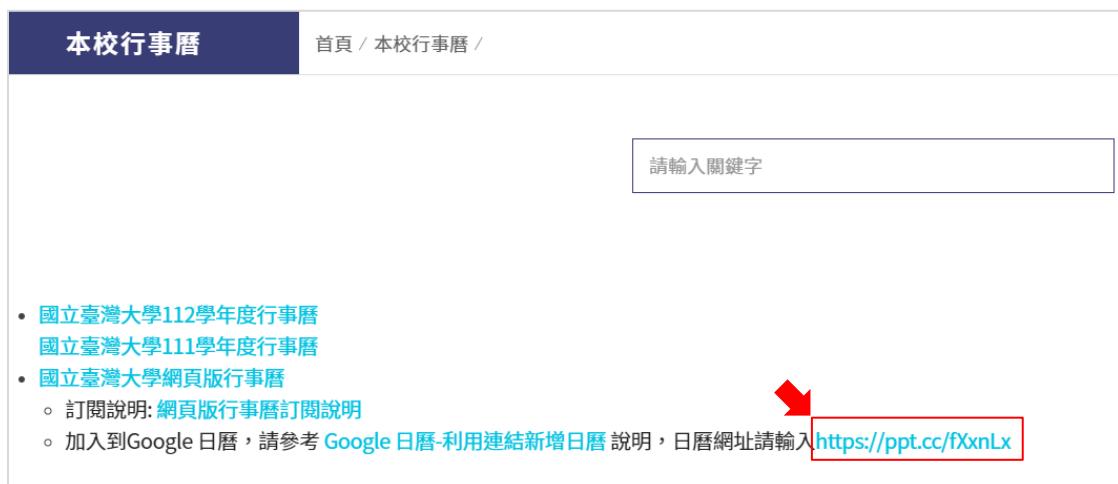 本校行事曆
首頁 / 本校行事曆 /
請輸入關鍵字
• 國立臺灣大學112學年度行事曆
國立臺灣大學111學年度行事曆
• 國立臺灣大學網頁版行事曆
◦ 訂閱說明: 網頁版行事曆訂閱說明
◦ 加入到Google 日曆，請參考 Google 日曆-利用連結新增日曆 說明，日曆網址請輸入https://ppt.cc/fXxnLx